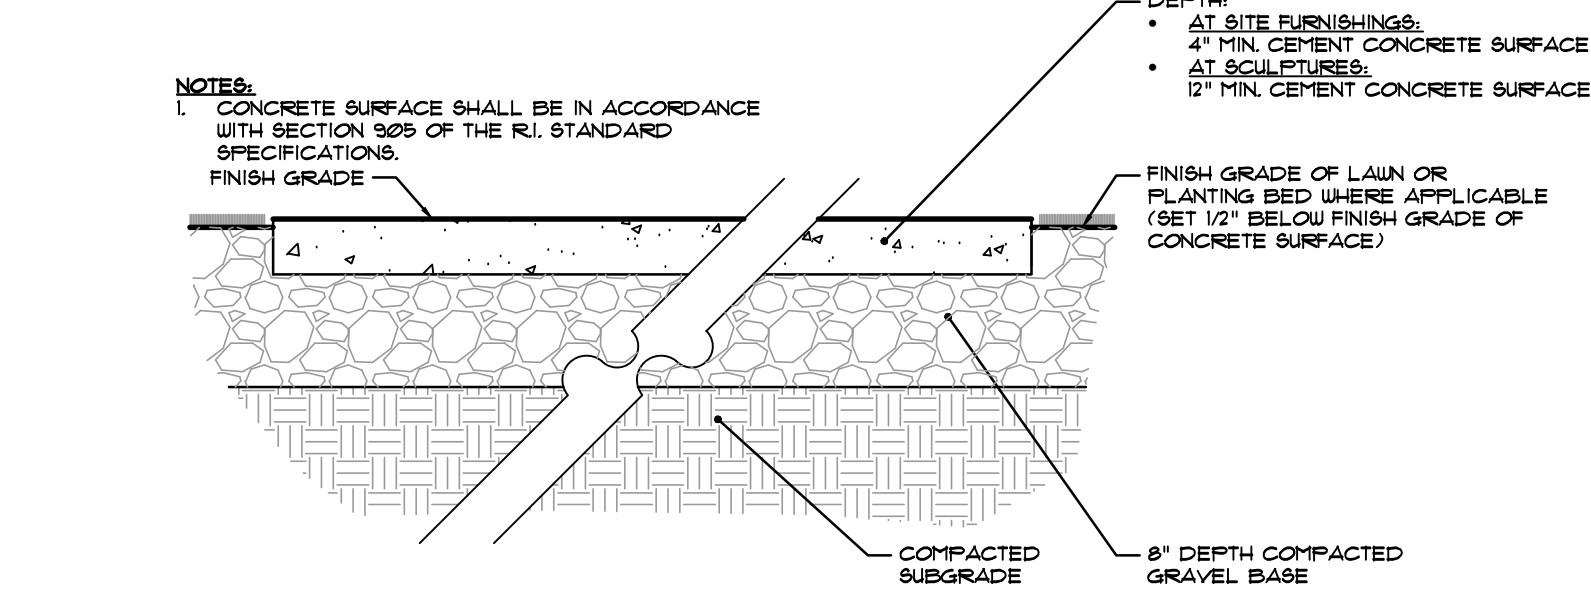 DEPTH:
• AT SITE FURNISHINGS:
4" MIN. CEMENT CONCRETE SURFACE
• AT SCULPTURES:
12" MIN. CEMENT CONCRETE SURFACE
NOTES:
1. CONCRETE SURFACE SHALL BE IN ACCORDANCE
WITH SECTION 905 OF THE R.I. STANDARD
SPECIFICATIONS.
FINISH GRADE
FINISH GRADE OF LAWN OR
PLANTING BED WHERE APPLICABLE
(SET 1/2" BELOW FINISH GRADE OF
CONCRETE SURFACE)
COMPACTED
SUBGRADE
8" DEPTH COMPACTED
GRAVEL BASE